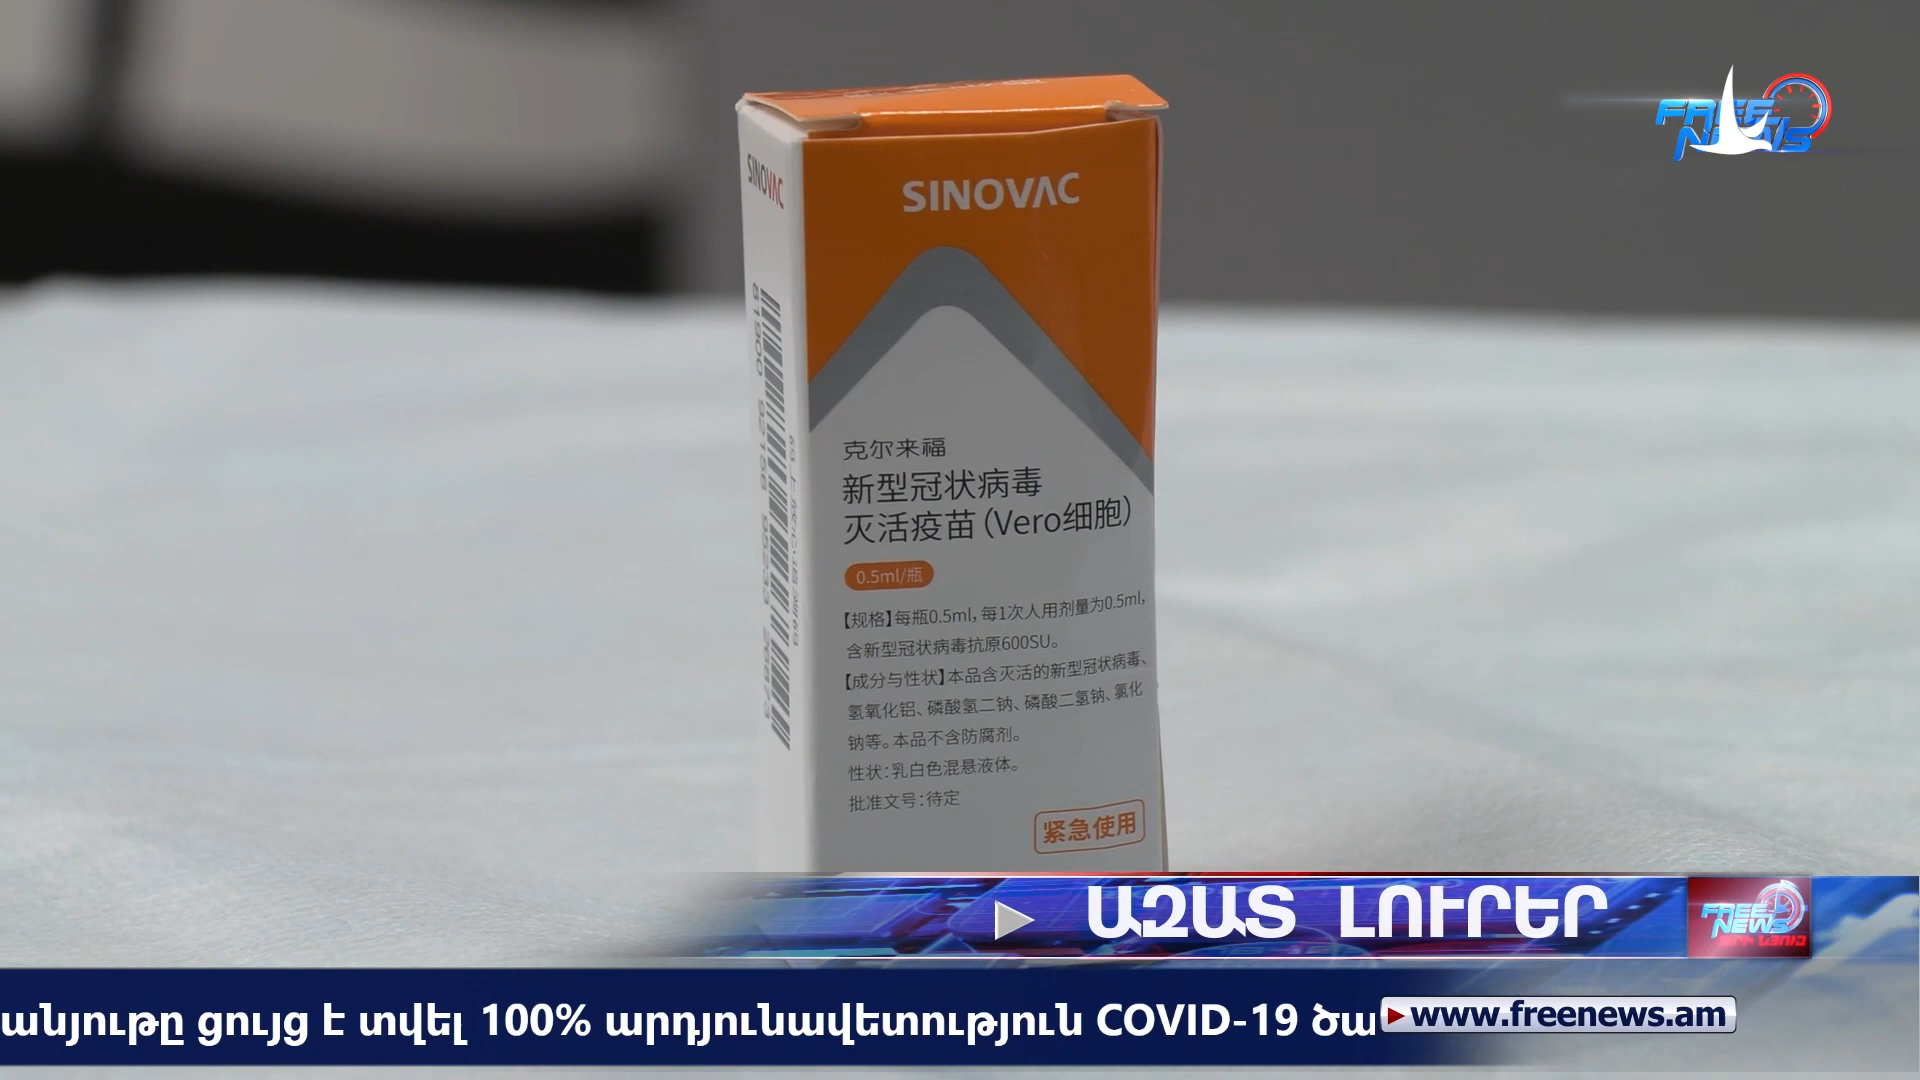 FREE
NEWS
SINOVAC
SINOVAC
克尔来福
新型冠状病毒
灭活疫苗(Vero细胞)
0.5ml/瓶
【规格】每瓶0.5ml, 每1次人用剂量为0.5ml,
含新型冠状病毒抗原600SU。
【成分与性状】本品含灭活的新型冠状病毒、
氢氧化铝、磷酸氢二钠、磷酸二氢钠、氯化
钠等。本品不含防腐剂。
性状:乳白色混悬液体。
批准文号:待定
紧急使用
ԱԶԱՏ ԼՈՒՐԵՐ
FREE
NEWS
անյութը ցույց է տվել 100% արդյունավետություն COVID-19 ծա
www.freenews.am